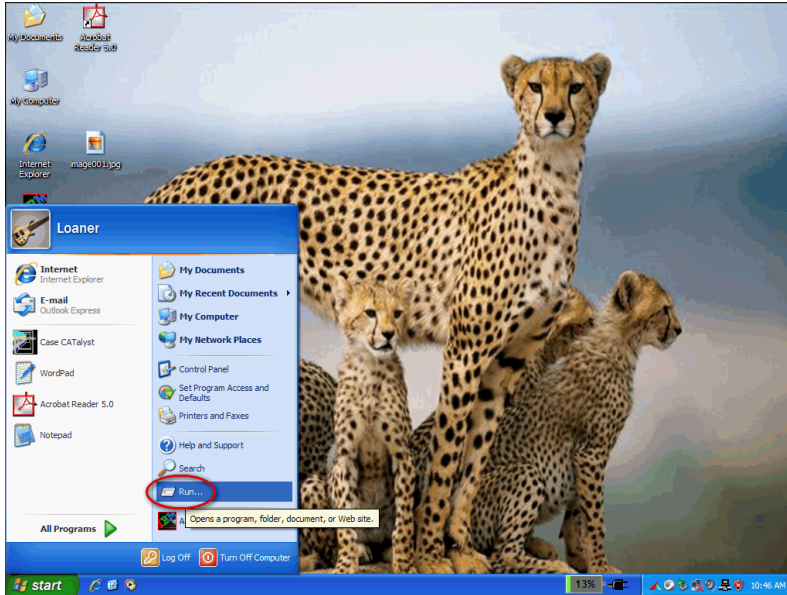 My Documents
Acrobat
Reader 5.0
My Computer
Internet
Explorer
image001.jpg
Loaner
Internet
Internet Explorer
E-mail
Outlook Express
Case CATalyst
WordPad
Acrobat Reader 5.0
Notepad
All Programs
My Documents
My Recent Documents
My Computer
My Network Places
Control Panel
Set Program Access and
Defaults
Printers and Faxes
Help and Support
Search
Run...
A
Opens a program, folder, document, or Web site.
Log Off
Turn Off Computer
start
13%
10:46 AM